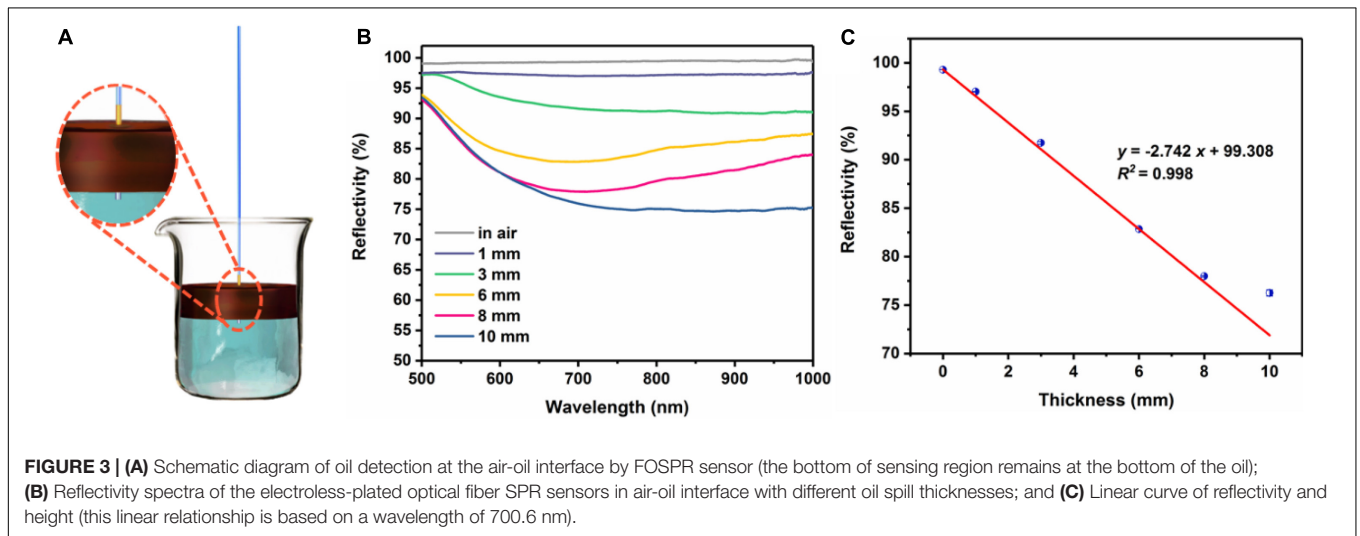 A
B
100
95
90
85
80
75
70
65
60
55
50
Reflectivity (%)
in air
1 mm
3 mm
6 mm
8 mm
10 mm
500 600 700 800 900 1000
Wavelength (nm)
C
100
95
90
85
80
75
70
Reflectivity (%)
y = -2.742 x + 99.308
R² = 0.998
0 2 4 6 8 10
Thickness (mm)
FIGURE 3 | (A) Schematic diagram of oil detection at the air-oil interface by FOSPR sensor (the bottom of sensing region remains at the bottom of the oil);
(B) Reflectivity spectra of the electroless-plated optical fiber SPR sensors in air-oil interface with different oil spill thicknesses; and (C) Linear curve of reflectivity and
height (this linear relationship is based on a wavelength of 700.6 nm).